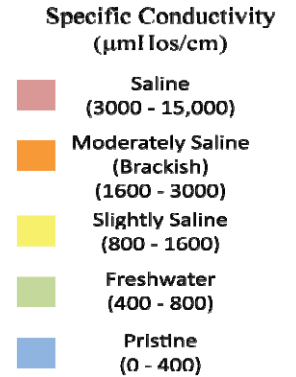 Specific Conductivity
(µmHos/cm)
Saline
(3000 - 15,000)
Moderately Saline
(Brackish)
(1600 - 3000)
Slightly Saline
(800 - 1600)
Freshwater
(400 - 800)
Pristine
(0 - 400)